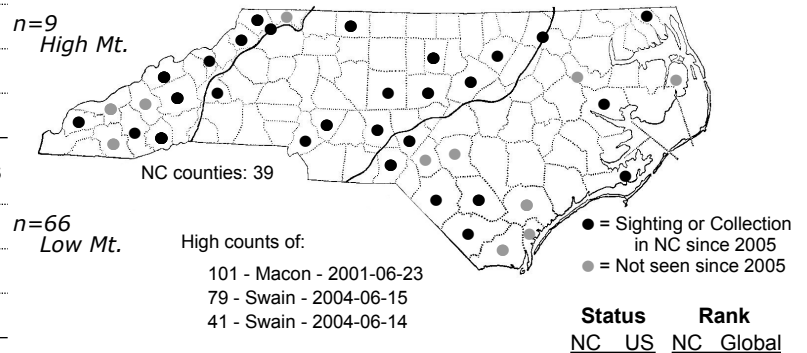 n=9
High Mt.
NC counties: 39
n=66
Low Mt.
High counts of:
101 - Macon - 2001-06-23
79 - Swain - 2004-06-15
41 - Swain - 2004-06-14
= Sighting or Collection
in NC since 2005
= Not seen since 2005
Status Rank
NC US NC Global